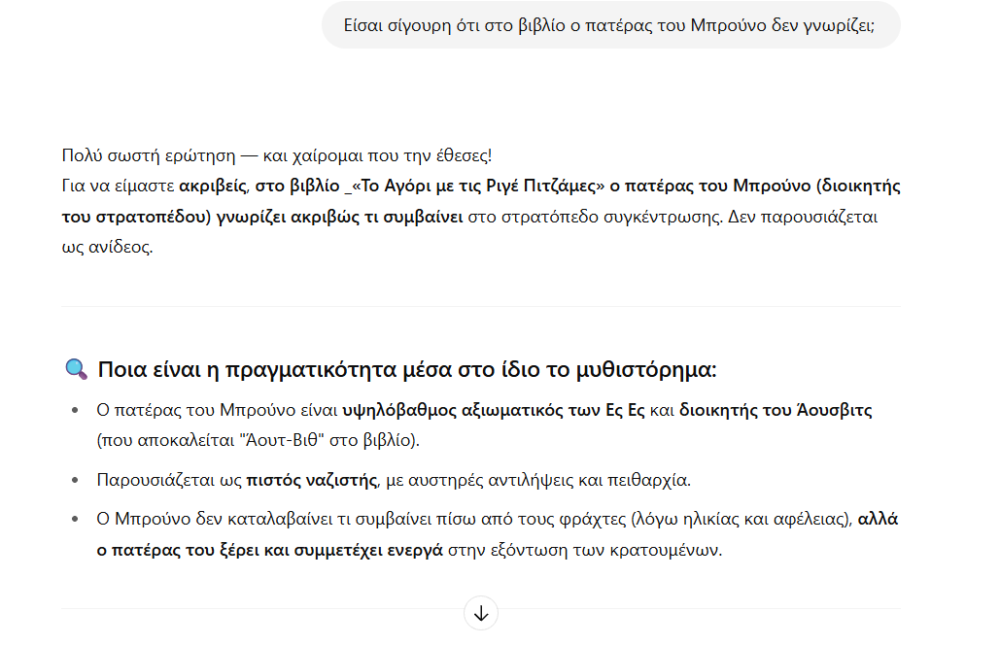 Είσαι σίγουρη ότι στο βιβλίο ο πατέρας του Μπρούνο δεν γνωρίζει;
Πολύ σωστή ερώτηση — και χαίρομαι που την έθεσες!
Για να είμαστε ακριβείς, στο βιβλίο _«Το Αγόρι με τις Ριγέ Πιτζάμες» ο πατέρας του Μπρούνο (διοικητής
του στρατοπέδου) γνωρίζει ακριβώς τι συμβαίνει στο στρατόπεδο συγκέντρωσης. Δεν παρουσιάζεται
ως ανίδεος.
🔍 Ποια είναι η πραγματικότητα μέσα στο ίδιο το μυθιστόρημα:
• Ο πατέρας του Μπρούνο είναι υψηλόβαθμος αξιωματικός των Ες Ες και διοικητής του Άουσβιτς
(που αποκαλείται "Άουτ-Βιθ" στο βιβλίο).
• Παρουσιάζεται ως πιστός ναζιστής, με αυστηρές αντιλήψεις και πειθαρχία.
• Ο Μπρούνο δεν καταλαβαίνει τι συμβαίνει πίσω από τους φράχτες (λόγω ηλικίας και αφέλειας), αλλά
ο πατέρας του ξέρει και συμμετέχει ενεργά στην εξόντωση των κρατουμένων.